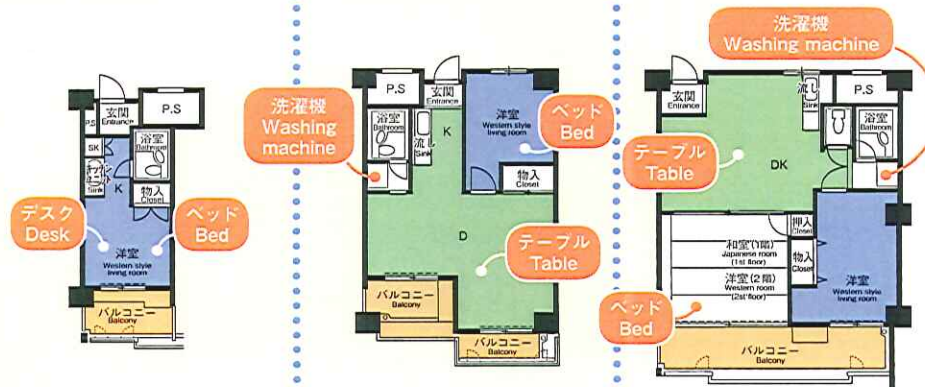 P.S
玄関
Entrance
P.S
浴室
Bathroom
SK
Sink
K
物入
Closet
デスク
Desk
ベッド
Bed
洋室
Western style
living room
バルコニー
Balcony
洗濯機
Washing
machine
P.S
玄関
Entrance
浴室
Bathroom
流し
Sink
K
洋室
Western style
living room
ベッド
Bed
物入
Closet
D
テーブル
Table
バルコニー
Balcony
バルコニー
Balcony
洗濯機
Washing machine
玄関
Entrance
流し
Sink
P.S
浴室
Bathroom
テーブル
Table
DK
押入
Closet
和室(1階)
Japanese room
(1st floor)
物入
Closet
洋室(2階)
Western room
(2st floor)
洋室
Western style
living room
ベッド
Bed
バルコニー
Balcony